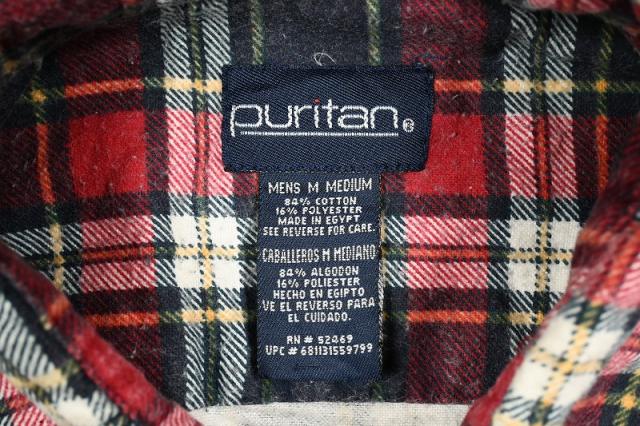 puritan®
MENS M MEDIUM
84% COTTON
16% POLYESTER
MADE IN EGYPT
SEE REVERSE FOR CARE.
CABALLEROS M MEDIANO
84% ALGODON
16% POLIESTER
HECHO EN EGIPTO
VE EL REVERSO PARA
EL CUIDADO.
RN # 52469
UPC # 681131559799